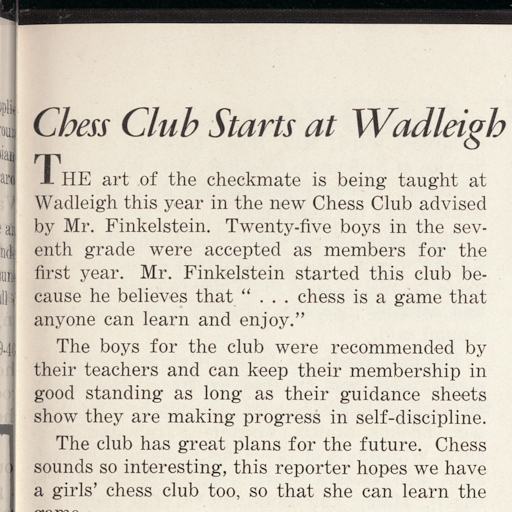 Chess Club Starts at Wadleigh
THE art of the checkmate is being taught at
Wadleigh this year in the new Chess Club advised
by Mr. Finkelstein. Twenty-five boys in the sev-
enth grade were accepted as members for the
first year. Mr. Finkelstein started this club be-
cause he believes that “ . . . chess is a game that
anyone can learn and enjoy.”
The boys for the club were recommended by
their teachers and can keep their membership in
good standing as long as their guidance sheets
show they are making progress in self-discipline.
The club has great plans for the future. Chess
sounds so interesting, this reporter hopes we have
a girls’ chess club too, so that she can learn the